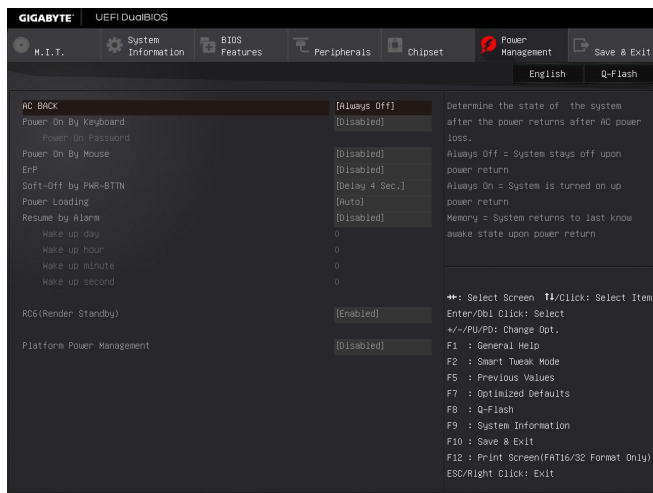 GIGABYTE™ UEFI DualBIOS
M.I.T. System Information BIOS Features Peripherals Chipset Power Management Save & Exit
English Q-Flash
AC BACK [Always Off]
Power On By Keyboard [Disabled]
Power On Password
Power On By Mouse [Disabled]
ErP [Disabled]
Soft-Off by PWR-BTTN [Delay 4 Sec.]
Power Loading [Auto]
Resume by Alarm [Disabled]
Wake up day 0
Wake up hour 0
Wake up minute 0
Wake up second 0
RC6(Render Standby) [Enabled]
Platform Power Management [Disabled]
Determine the state of the system
after the power returns after AC power
loss.
Always Off = System stays off upon
power return
Always On = System is turned on up
power return
Memory = System returns to last know
awake state upon power return
→←: Select Screen ↑↓/Click: Select Item
Enter/Dbl Click: Select
+/-/PU/PD: Change Opt.
F1 : General Help
F2 : Smart Tweak Mode
F5 : Previous Values
F7 : Optimized Defaults
F8 : Q-Flash
F9 : System Information
F10 : Save & Exit
F12 : Print Screen(FAT16/32 Format Only)
ESC/Right Click: Exit